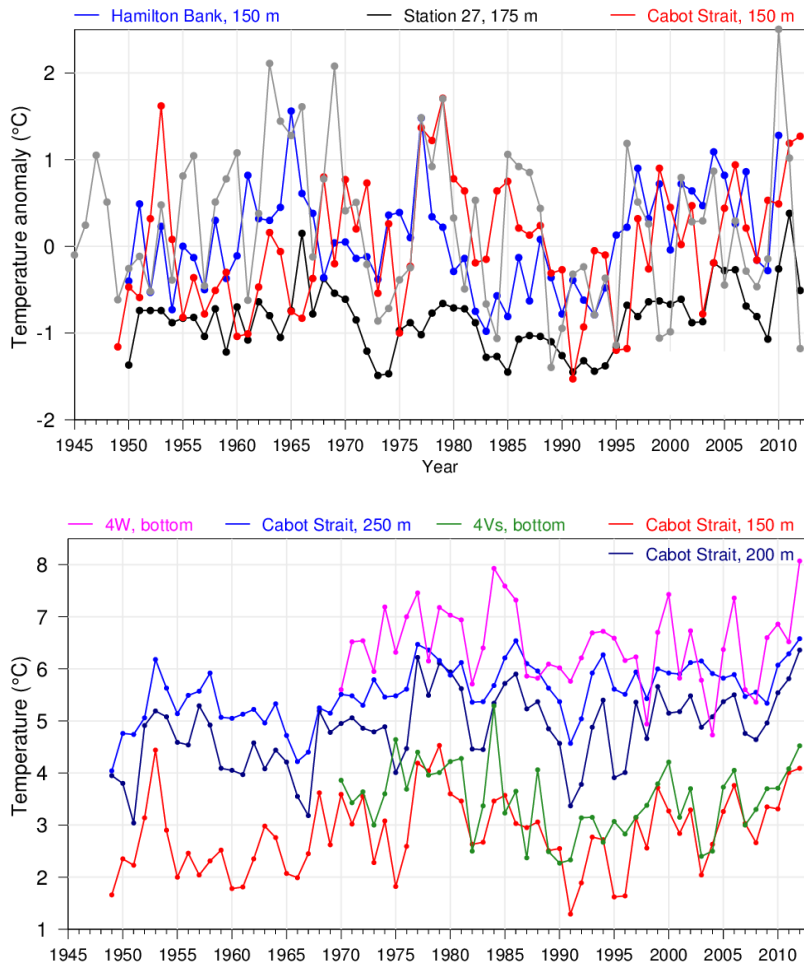 Hamilton Bank, 150 m Station 27, 175 m Cabot Strait, 150 m
2
1
0
-1
-2
Temperature anomaly (°C)
1945 1950 1955 1960 1965 1970 1975 1980 1985 1990 1995 2000 2005 2010
Year
4W, bottom Cabot Strait, 250 m 4Vs, bottom Cabot Strait, 150 m
Cabot Strait, 200 m
8
7
6
5
4
3
2
1
Temperature (°C)
1945 1950 1955 1960 1965 1970 1975 1980 1985 1990 1995 2000 2005 2010